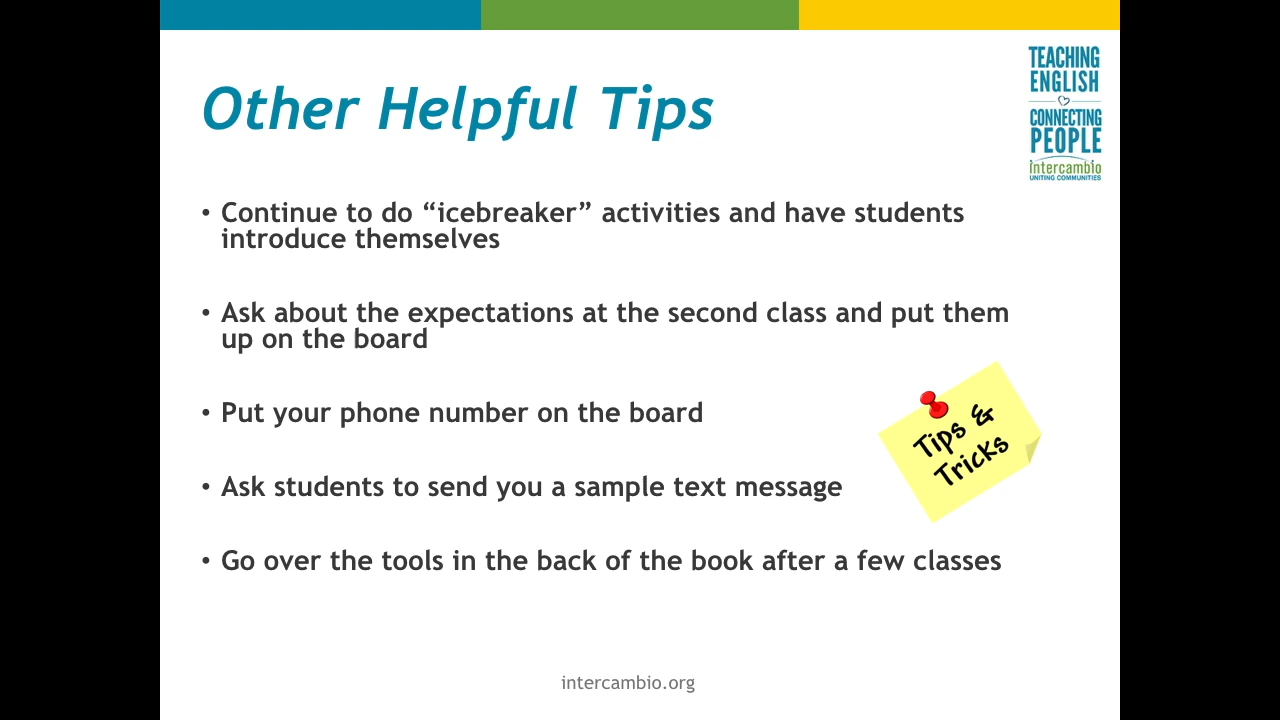 Other Helpful Tips
TEACHING
ENGLISH
CONNECTING
PEOPLE
intercambio
UNITING COMMUNITIES
• Continue to do “icebreaker” activities and have students
introduce themselves
• Ask about the expectations at the second class and put them
up on the board
• Put your phone number on the board
Tips &
Tricks
• Ask students to send you a sample text message
• Go over the tools in the back of the book after a few classes
intercambio.org